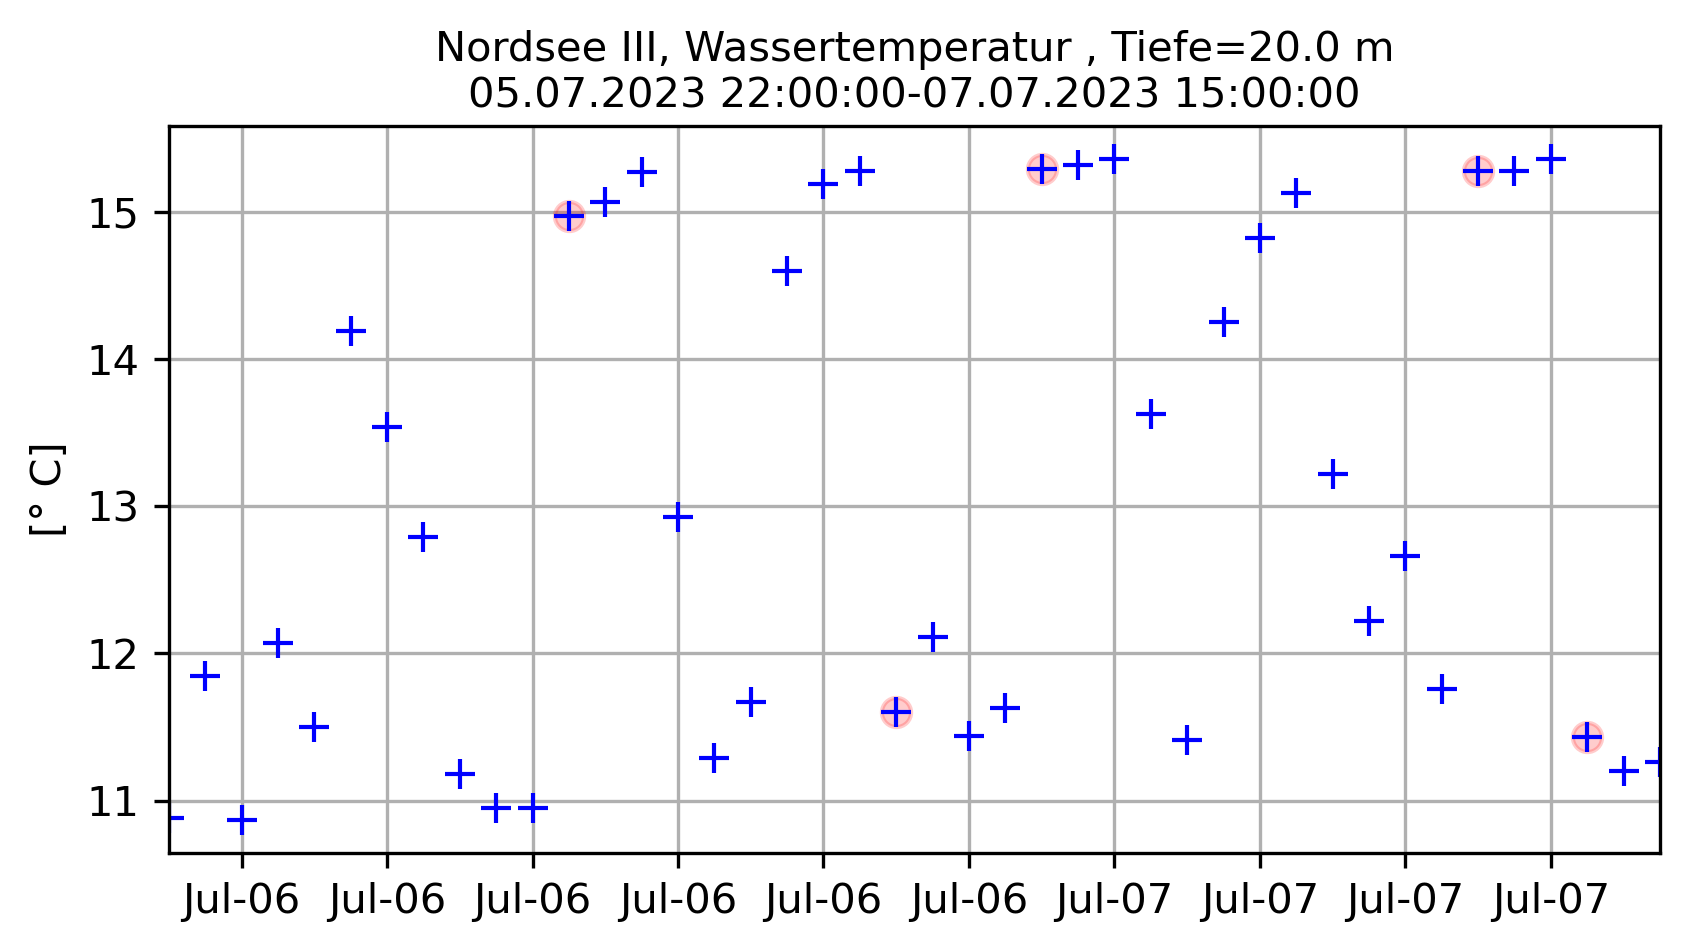 Nordsee III, Wassertemperatur , Tiefe=20.0 m
05.07.2023 22:00:00-07.07.2023 15:00:00
[° C]
15
14
13
12
11
Jul-06 Jul-06 Jul-06 Jul-06 Jul-06 Jul-06 Jul-07 Jul-07 Jul-07 Jul-07